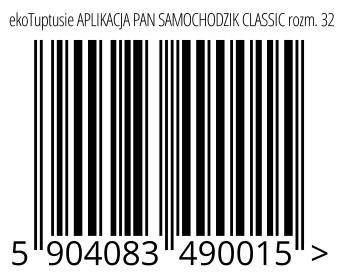 ekoTuptusie APLIKACJA PAN SAMOCHODZIK CLASSIC rozm. 32
5 904083 490015 >